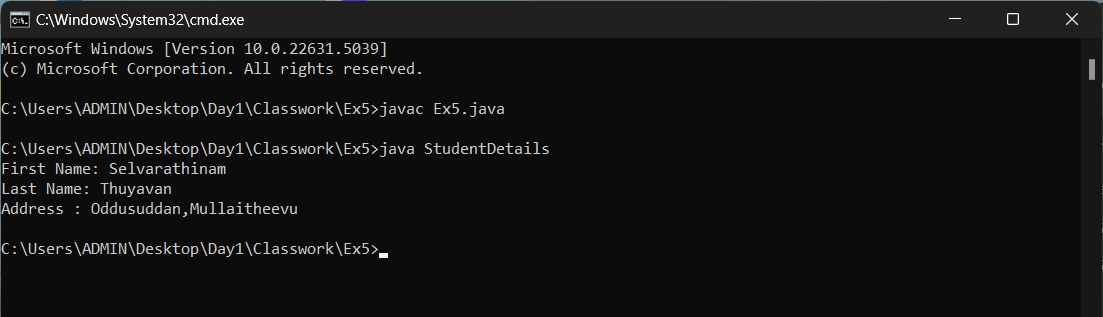 C:\Windows\System32\cmd.exe
Microsoft Windows [Version 10.0.22631.5039]
(c) Microsoft Corporation. All rights reserved.
C:\Users\ADMIN\Desktop\Day1\Classwork\Ex5>javac Ex5.java
C:\Users\ADMIN\Desktop\Day1\Classwork\Ex5>java StudentDetails
First Name: Selvarathinam
Last Name: Thuyavan
Address : Oddusuddan,Mullaitheevu
C:\Users\ADMIN\Desktop\Day1\Classwork\Ex5>